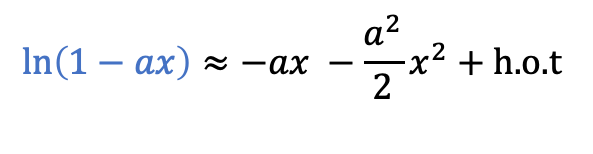 ln(1 − ax) ≈ −ax − a²/2 x² + h.o.t